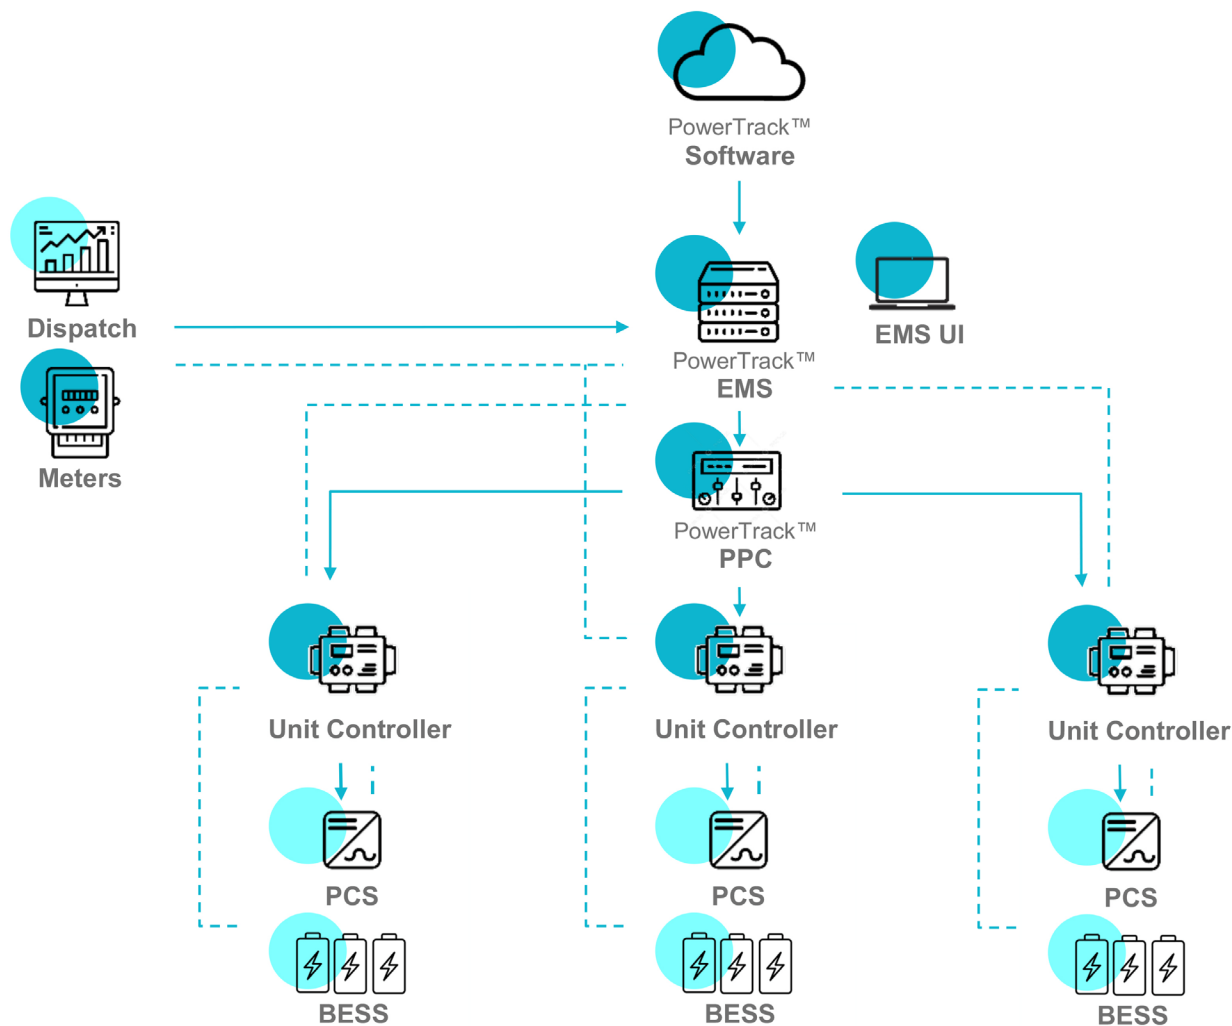 PowerTrack™
Software
Dispatch
PowerTrack™
EMS
EMS UI
Meters
PowerTrack™
PPC
Unit Controller
Unit Controller
Unit Controller
PCS
PCS
PCS
BESS
BESS
BESS